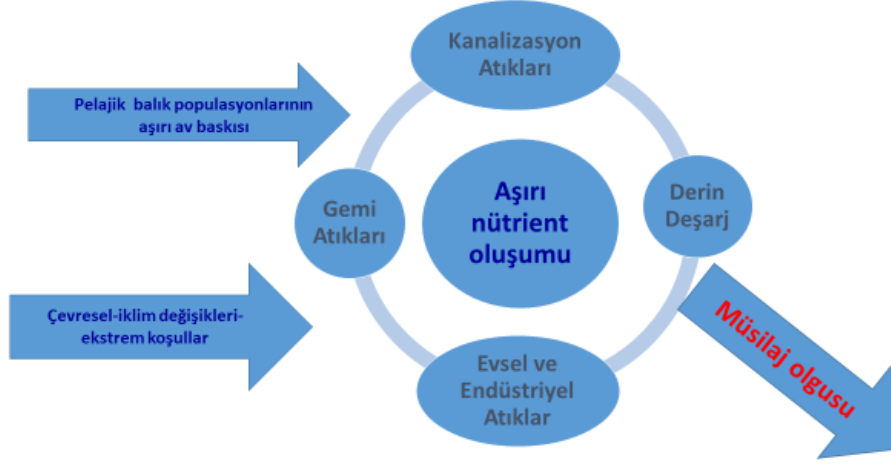 Kanalizasyon
Atıkları
Pelajik balık populasyonlarının
aşırı av baskısı
Gemi
Atıkları
Aşırı
nütrient
oluşumu
Derin
Deşarj
Çevresel-iklim değişikleri-
ekstrem koşullar
Evsel ve
Endüstriyel
Atıklar
Müsilaj olgusu